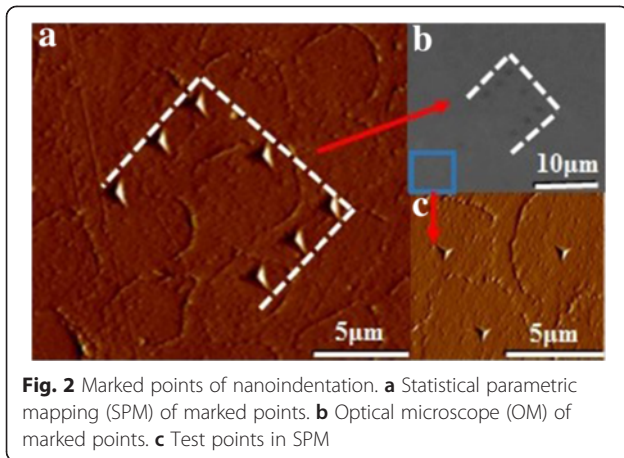 a
b
10μm
c
5μm
5μm
Fig. 2 Marked points of nanoindentation. a Statistical parametric
mapping (SPM) of marked points. b Optical microscope (OM) of
marked points. c Test points in SPM